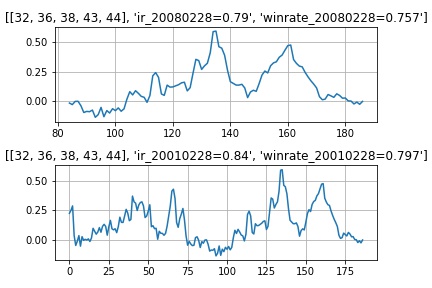 [[32, 36, 38, 43, 44], 'ir_20080228=0.79', 'winrate_20080228=0.757']
0.50
0.25
0.00
80 100 120 140 160 180
[[32, 36, 38, 43, 44], 'ir_20010228=0.84', 'winrate_20010228=0.797']
0.50
0.25
0.00
0 25 50 75 100 125 150 175